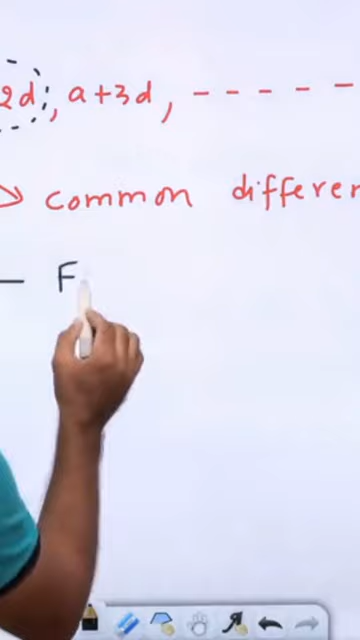 2d, a+3d, -----
→ common differen
— F